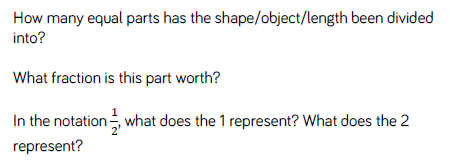 How many equal parts has the shape/object/length been divided
into?
What fraction is this part worth?
In the notation 1/2, what does the 1 represent? What does the 2
represent?